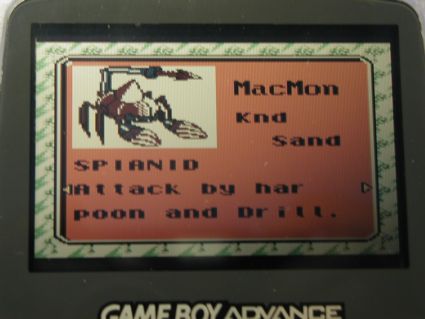 MacMon
Knd
Sand
SPIANID
Attack by har
poon and Drill.
GAME BOY ADVANCE